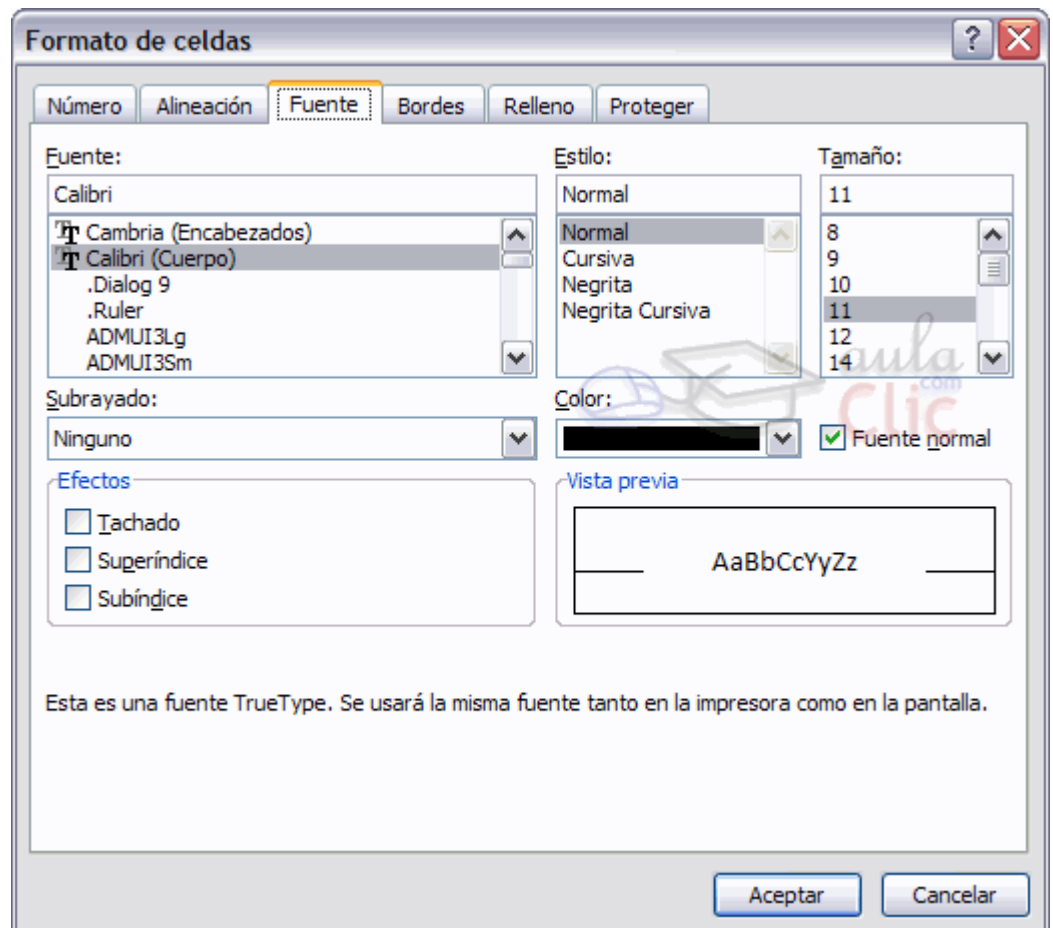 Formato de celdas
Número Alineación Fuente Bordes Relleno Proteger
Fuente: Estilo: Tamaño:
Calibri Normal 11
Cambria (Encabezados) Normal 8
Calibri (Cuerpo) Cursiva 9
.Dialog 9 Negrita 10
.Ruler Negrita Cursiva 11
ADMUI3Lg 12
ADMUI3Sm 14
aula
com
Clic
Subrayado: Color:
Ninguno Fuente normal
Efectos Vista previa
Tachado
Superíndice AaBbCcYyZz
Subíndice
Esta es una fuente TrueType. Se usará la misma fuente tanto en la impresora como en la pantalla.
Aceptar Cancelar